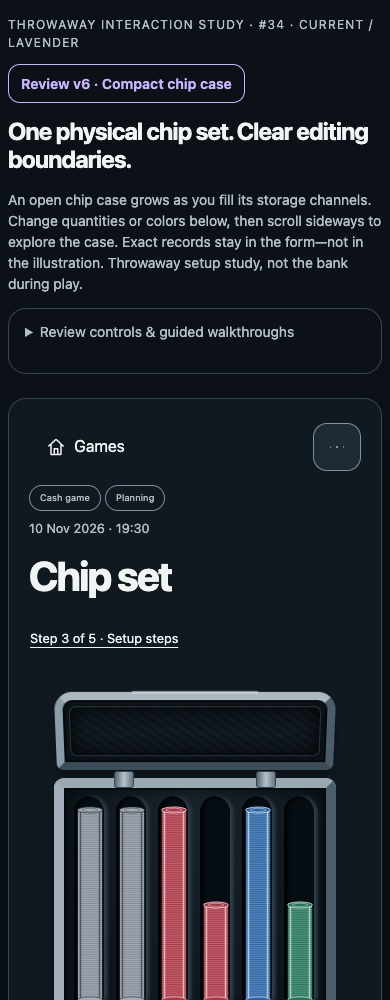 THROWAWAY INTERACTION STUDY · #34 · CURRENT /
LAVENDER
Review v6 · Compact chip case
One physical chip set. Clear editing
boundaries.
An open chip case grows as you fill its storage channels.
Change quantities or colors below, then scroll sideways to
explore the case. Exact records stay in the form—not in
the illustration. Throwaway setup study, not the bank
during play.
▶ Review controls & guided walkthroughs
Games
···
Cash game
Planning
10 Nov 2026 · 19:30
Chip set
Step 3 of 5 · Setup steps